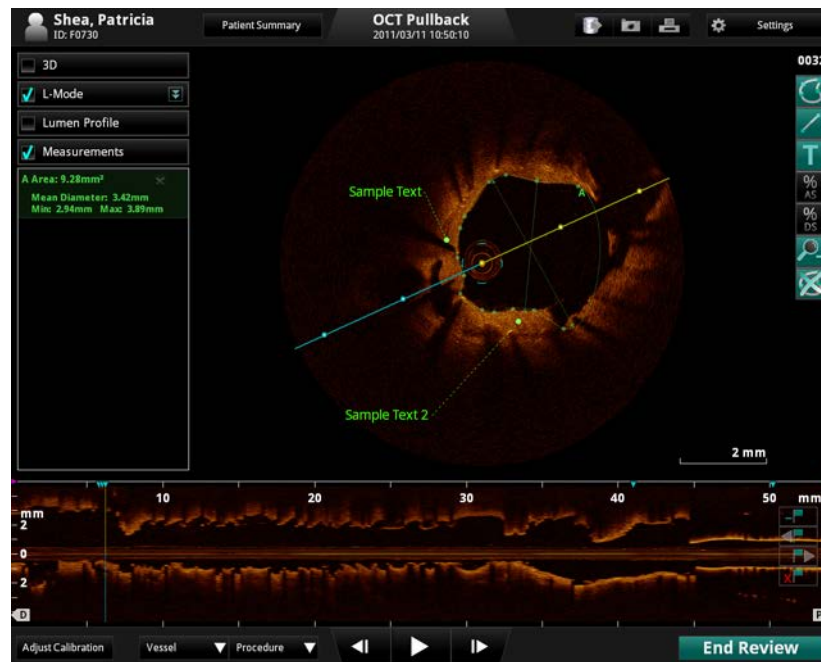 Shea, Patricia
ID: F0730
Patient Summary
OCT Pullback
2011/03/11 10:50:10
Settings
3D
L-Mode
Lumen Profile
Measurements
A Area: 9.28mm²
Mean Diameter: 3.42mm
Min: 2.94mm Max: 3.89mm
003
Sample Text
A
Sample Text 2
T
%
AS
%
DS
2 mm
10 20 30 40 50 mm
mm
2
0
2
D
Adjust Calibration
Vessel
Procedure
End Review